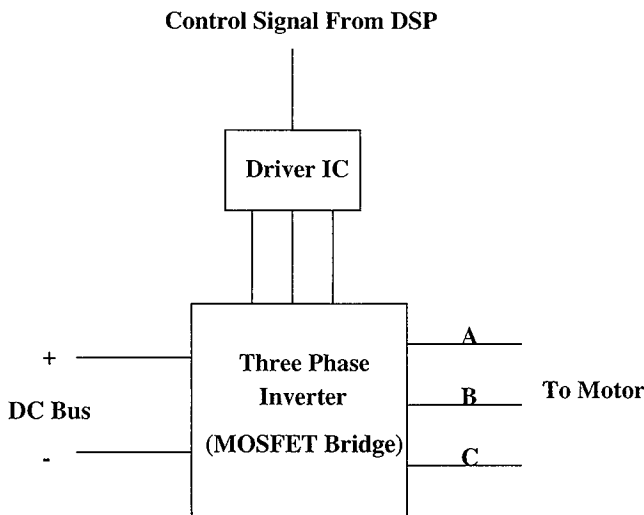 Control Signal From DSP
Driver IC
A
+
Three Phase
Inverter
B
To Motor
DC Bus
(MOSFET Bridge)
-
C